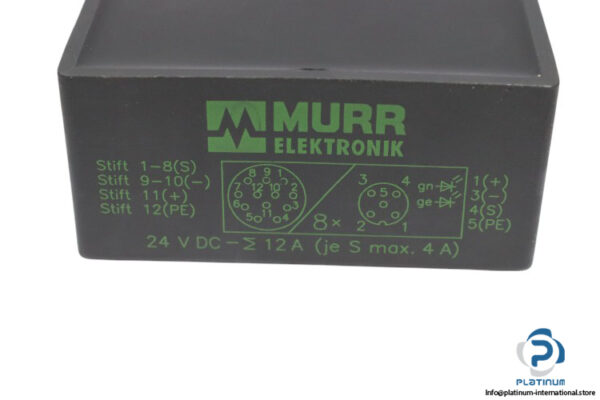 MURR
ELEKTRONIK
Stift 1-8(S)
Stift 9-10(-)
Stift 11(+)
Stift 12(PE)
8 9 1
7 12 10 2
6 3
5 11 4
8x
3 4
5
2 1
gn
ge
1(+)
3(-)
4(S)
5(PE)
24 V DC - Σ 12 A (je S max. 4 A)
PLATINUM
Info@platinum-international.store